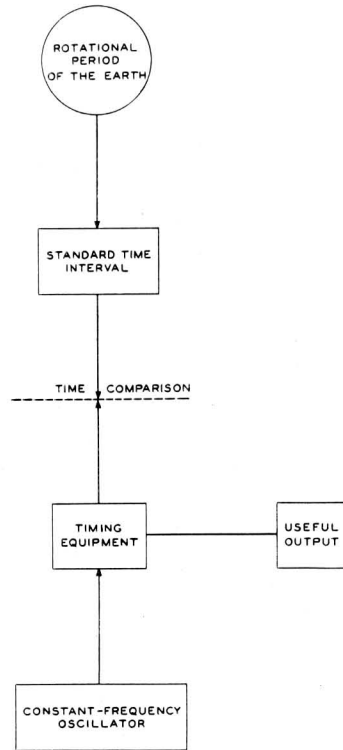 ROTATIONAL
PERIOD
OF THE EARTH
STANDARD TIME
INTERVAL
TIME COMPARISON
TIMING
EQUIPMENT
USEFUL
OUTPUT
CONSTANT-FREQUENCY
OSCILLATOR